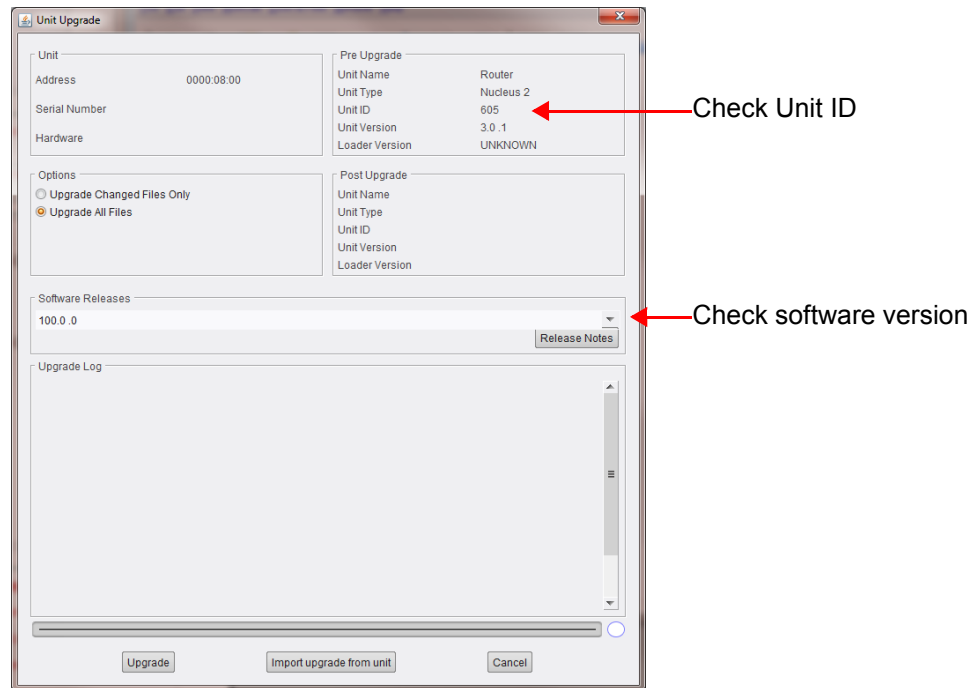 Unit Upgrade
Unit
Address 0000:08:00
Serial Number
Hardware
Pre Upgrade
Unit Name Router
Unit Type Nucleus 2
Unit ID 605
Unit Version 3.0 .1
Loader Version UNKNOWN
Check Unit ID
Options
Upgrade Changed Files Only
Upgrade All Files
Post Upgrade
Unit Name
Unit Type
Unit ID
Unit Version
Loader Version
Software Releases
100.0 .0
Release Notes
Check software version
Upgrade Log
Upgrade Import upgrade from unit Cancel